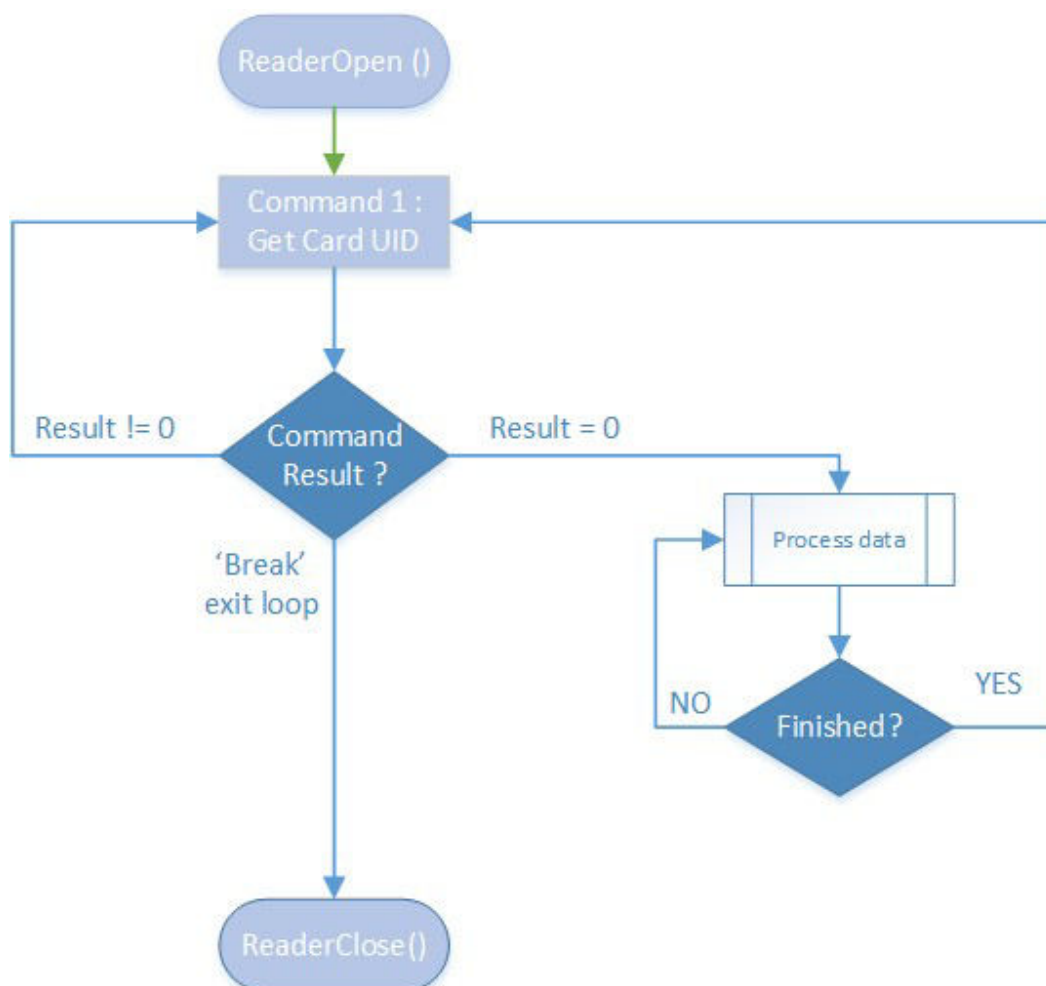 ReaderOpen ()
Command 1 :
Get Card UID
Result != 0
Command
Result ?
Result = 0
‘Break’
exit loop
Process data
NO
Finished?
YES
ReaderClose()